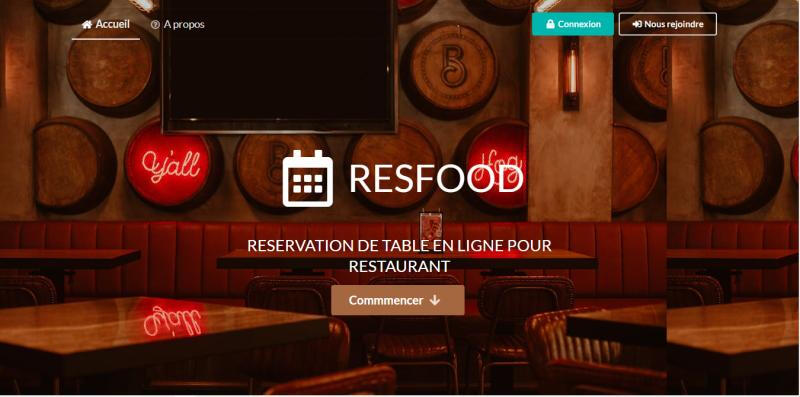 Accueil
A propos
Connexion
Nous rejoindre
B
y'all
RESFOOD
RESERVATION DE TABLE EN LIGNE POUR
RESTAURANT
Commmencer